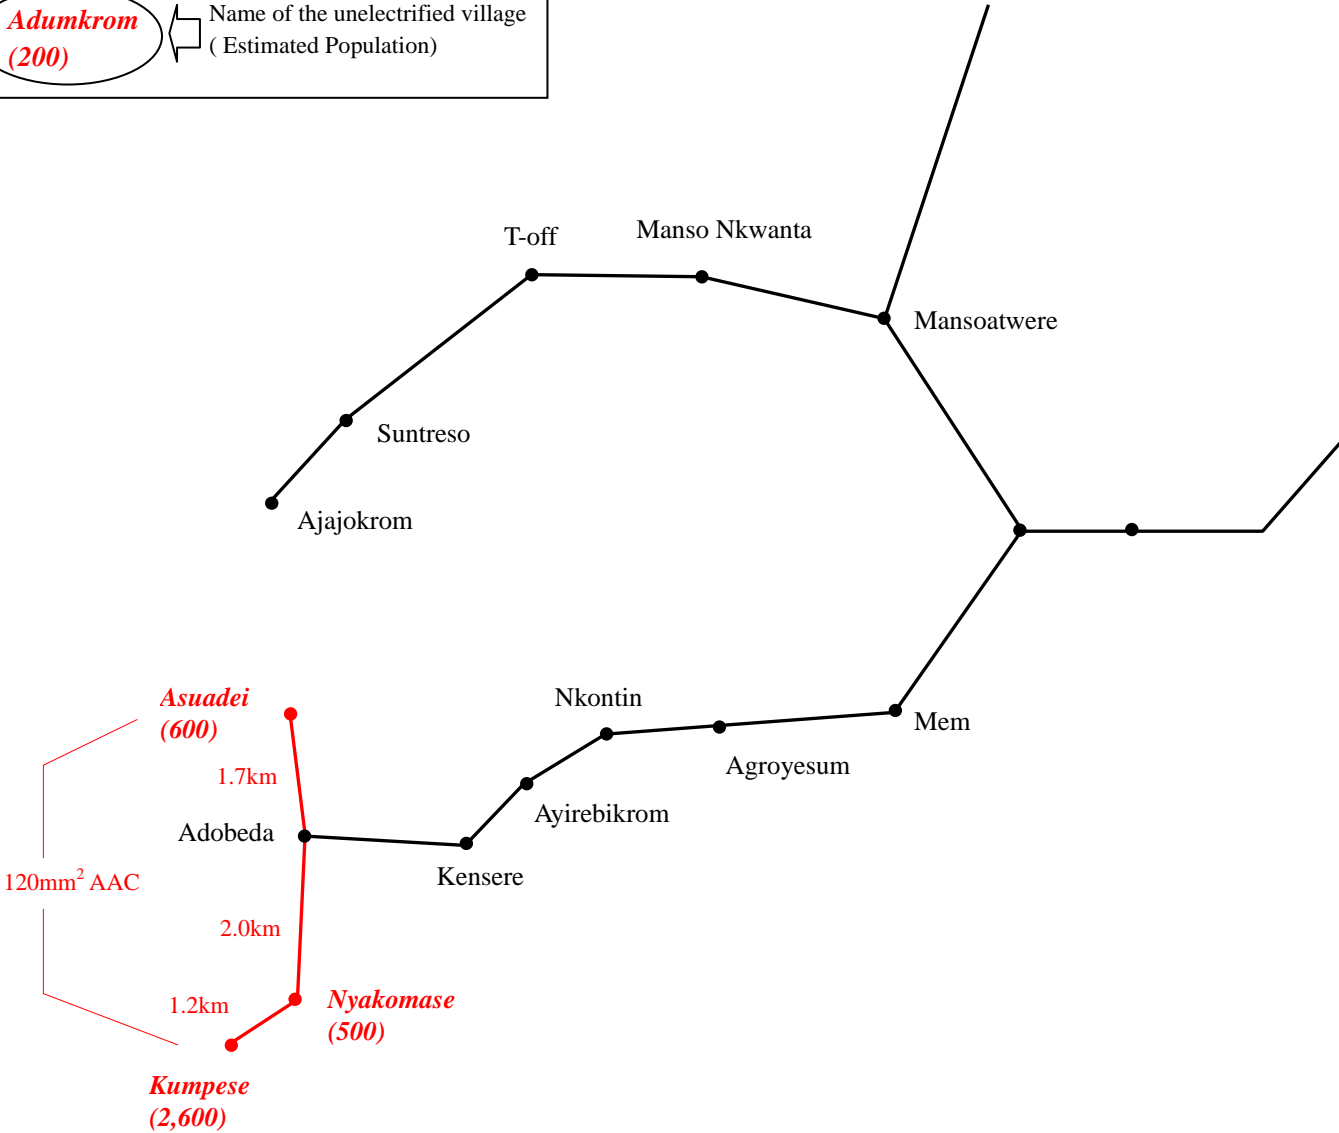 Adumkrom
(200)
Name of the unelectrified village
( Estimated Population)
T-off
Manso Nkwanta
Mansoatwere
Suntreso
Ajajokrom
Asuadei
(600)
Nkontin
Mem
1.7km
Agroyesum
Ayirebikrom
Adobeda
Kensere
120mm² AAC
2.0km
1.2km
Nyakomase
(500)
Kumpese
(2,600)